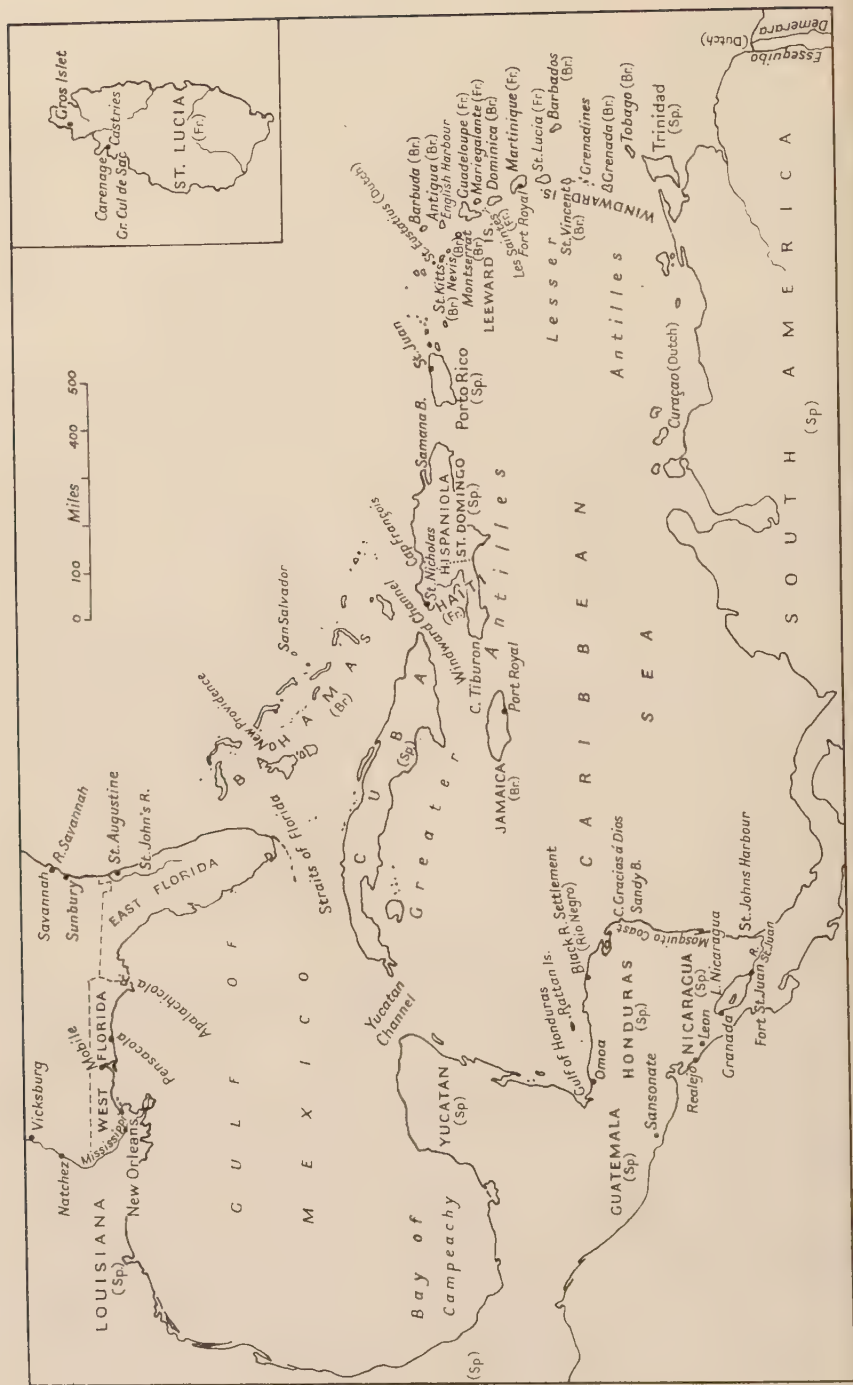 Vicksburg
Natchez
LOUISIANA
(Sp.)
New Orleans
Mississippi
WEST FLORIDA
Mobile
Pensacola
Apalachicola
Savannah
R. Savannah
Sunbury
St. Augustine
St. John's R.
EAST FLORIDA
GULF OF
MEXICO
Straits of Florida
BAHAMAS
(Br.)
New Providence
San Salvador
0 100 Miles 400 500
Carenage
Gr. Cul de Sac
Gros Islet
Castries
ST. LUCIA
(Fr.)
Bay of
Campeachy
(Sp)
YUCATAN
(Sp)
Yucatan
Channel
CUBA
(Sp.)
Windward Channel
Cap François
St. Nicholas
HISPANIOLA
HAITI
(Fr.)
ST. DOMINGO
(Sp.)
Samana B.
C. Tiburon
St. Juan
Porto Rico
(Sp.)
JAMAICA
(Br.)
Port Royal
Greater
Antilles
St. Eustatius (Dutch)
Barbuda (Br.)
St. Kitts
(Br.)
Nevis
(Br.)
Antigua (Br.)
English Harbour
Montserrat
(Br.)
Guadeloupe (Fr.)
Mariegalante (Fr.)
LEEWARD IS.
Les Saintes
(Fr.)
Dominica (Br.)
Fort Royal
Martinique (Fr.)
St. Lucia (Fr.)
Barbados
(Br.)
St. Vincent
(Br.)
WINDWARD IS.
Grenadines
Grenada (Br.)
Tobago (Br.)
Trinidad
(Sp.)
Lesser
Antilles
CARIBBEAN
SEA
Curaçao (Dutch)
Gulf of Honduras
Rattan Is.
Omoa
Black R. Settlement
(Rio Negro)
C. Gracias á Dios
Sandy B.
Mosquito Coast
GUATEMALA
(Sp)
HONDURAS
(Sp)
Sansonate
NICARAGUA
(Sp)
Realejo
Leon
L. Nicaragua
Granada
Fort St. Juan
R.
St. Juan
St. Johns Harbour
SOUTH AMERICA
(Sp)
Essequibo
(Dutch)
Demerara